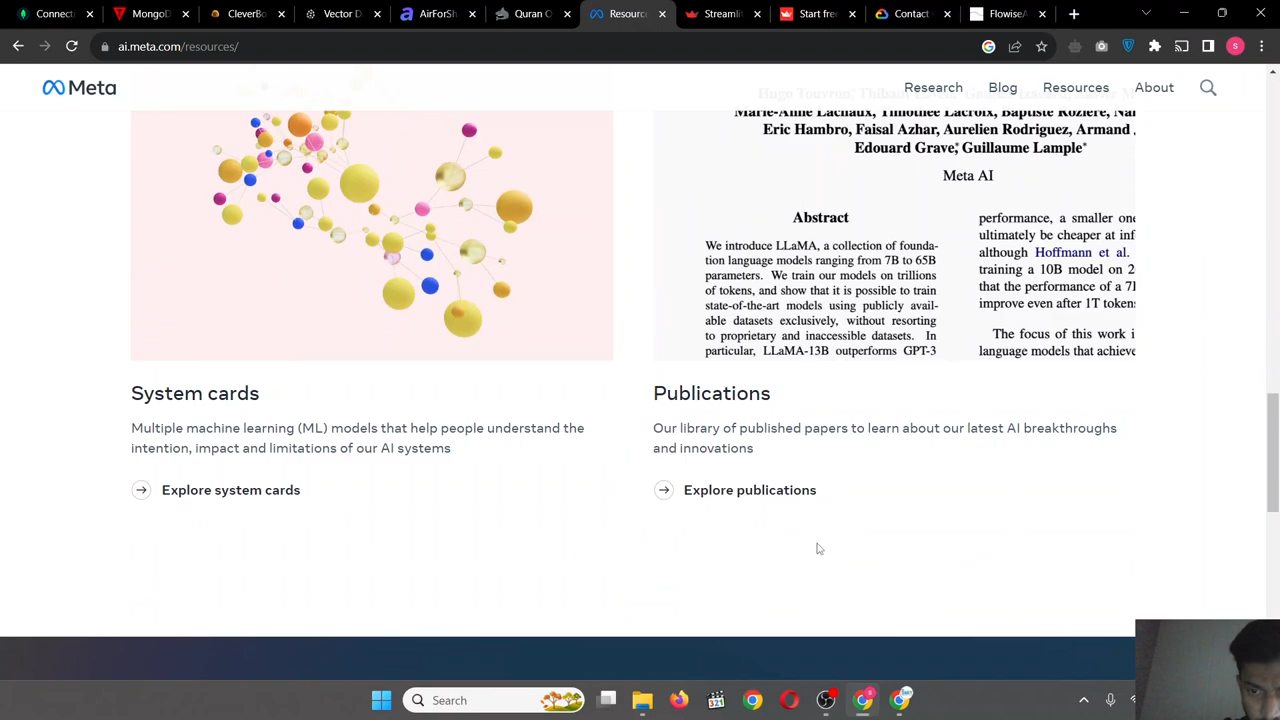 Connecti
MongoD
CleverBo
Vector D
AirForSh
Quran O
Resourc
Streamlit
Start free
Contact
FlowiseA
ai.meta.com/resources/
S
Meta
Research
Blog
Resources
About
Marie-Anne Lachaux, Timothee Lacroix, Baptiste Rozière, Na
Eric Hambro, Faisal Azhar, Aurelien Rodriguez, Armand
Edouard Grave, Guillaume Lample*
Meta AI
Abstract
We introduce LLaMA, a collection of founda-
tion language models ranging from 7B to 65B
parameters. We train our models on trillions
of tokens, and show that it is possible to train
state-of-the-art models using publicly avail-
able datasets exclusively, without resorting
to proprietary and inaccessible datasets. In
particular, LLaMA-13B outperforms GPT-3
performance, a smaller one
ultimately be cheaper at inf
although Hoffmann et al.
training a 10B model on 2
that the performance of a 7
improve even after 1T token
The focus of this work i
language models that achieve
System cards
Multiple machine learning (ML) models that help people understand the
intention, impact and limitations of our AI systems
Explore system cards
Publications
Our library of published papers to learn about our latest AI breakthroughs
and innovations
Explore publications
Search
321